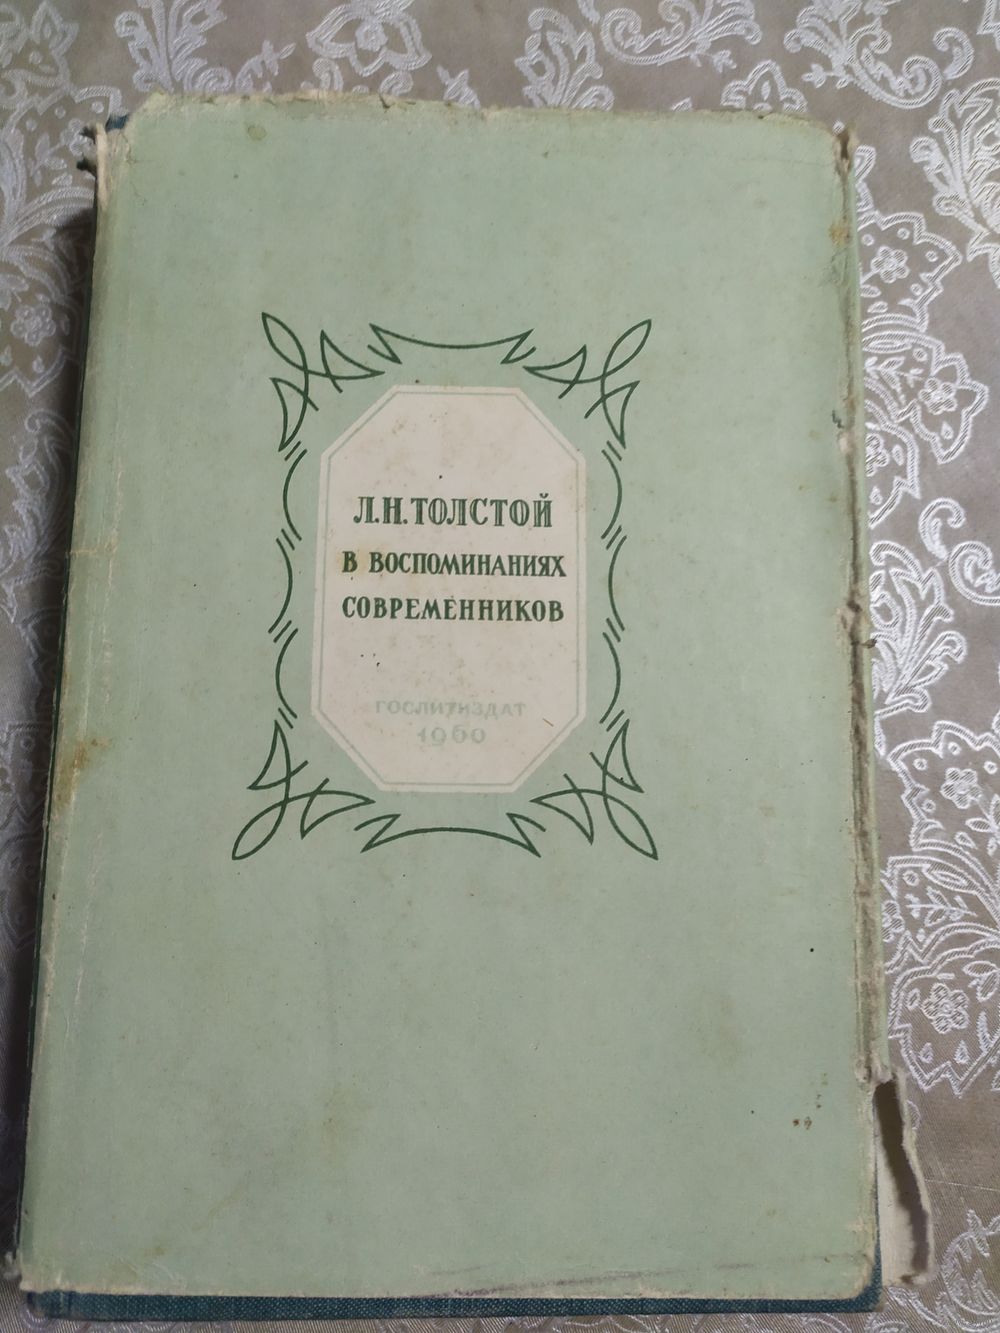 Л.Н.ТОЛСТОЙ
В ВОСПОМИНАНИЯХ
СОВРЕМЕННИКОВ
ГОСЛИТИЗДАТ
1960